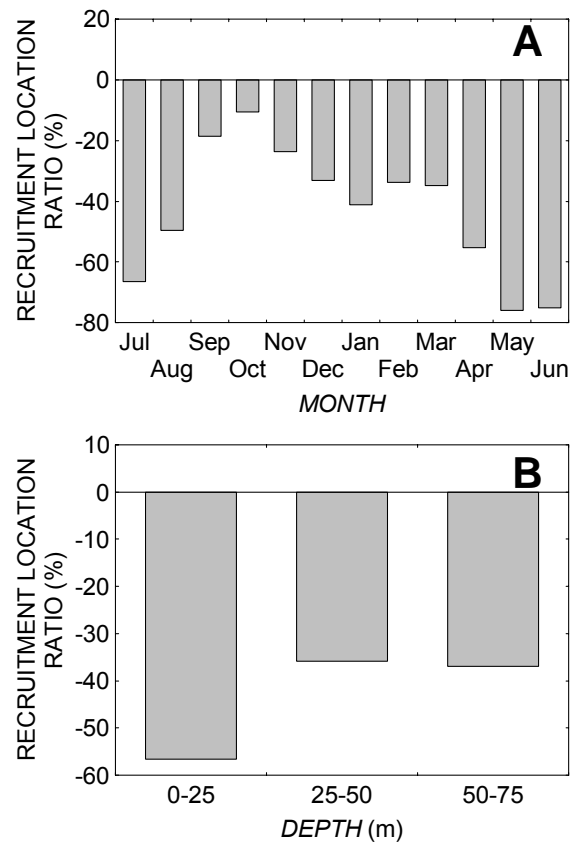 A
RECRUITMENT LOCATION
RATIO (%)
20
0
-20
-40
-60
-80
Jul Sep Nov Jan Mar May
Aug Oct Dec Feb Apr Jun
MONTH
B
RECRUITMENT LOCATION
RATIO (%)
10
0
-10
-20
-30
-40
-50
-60
0-25 25-50 50-75
DEPTH (m)